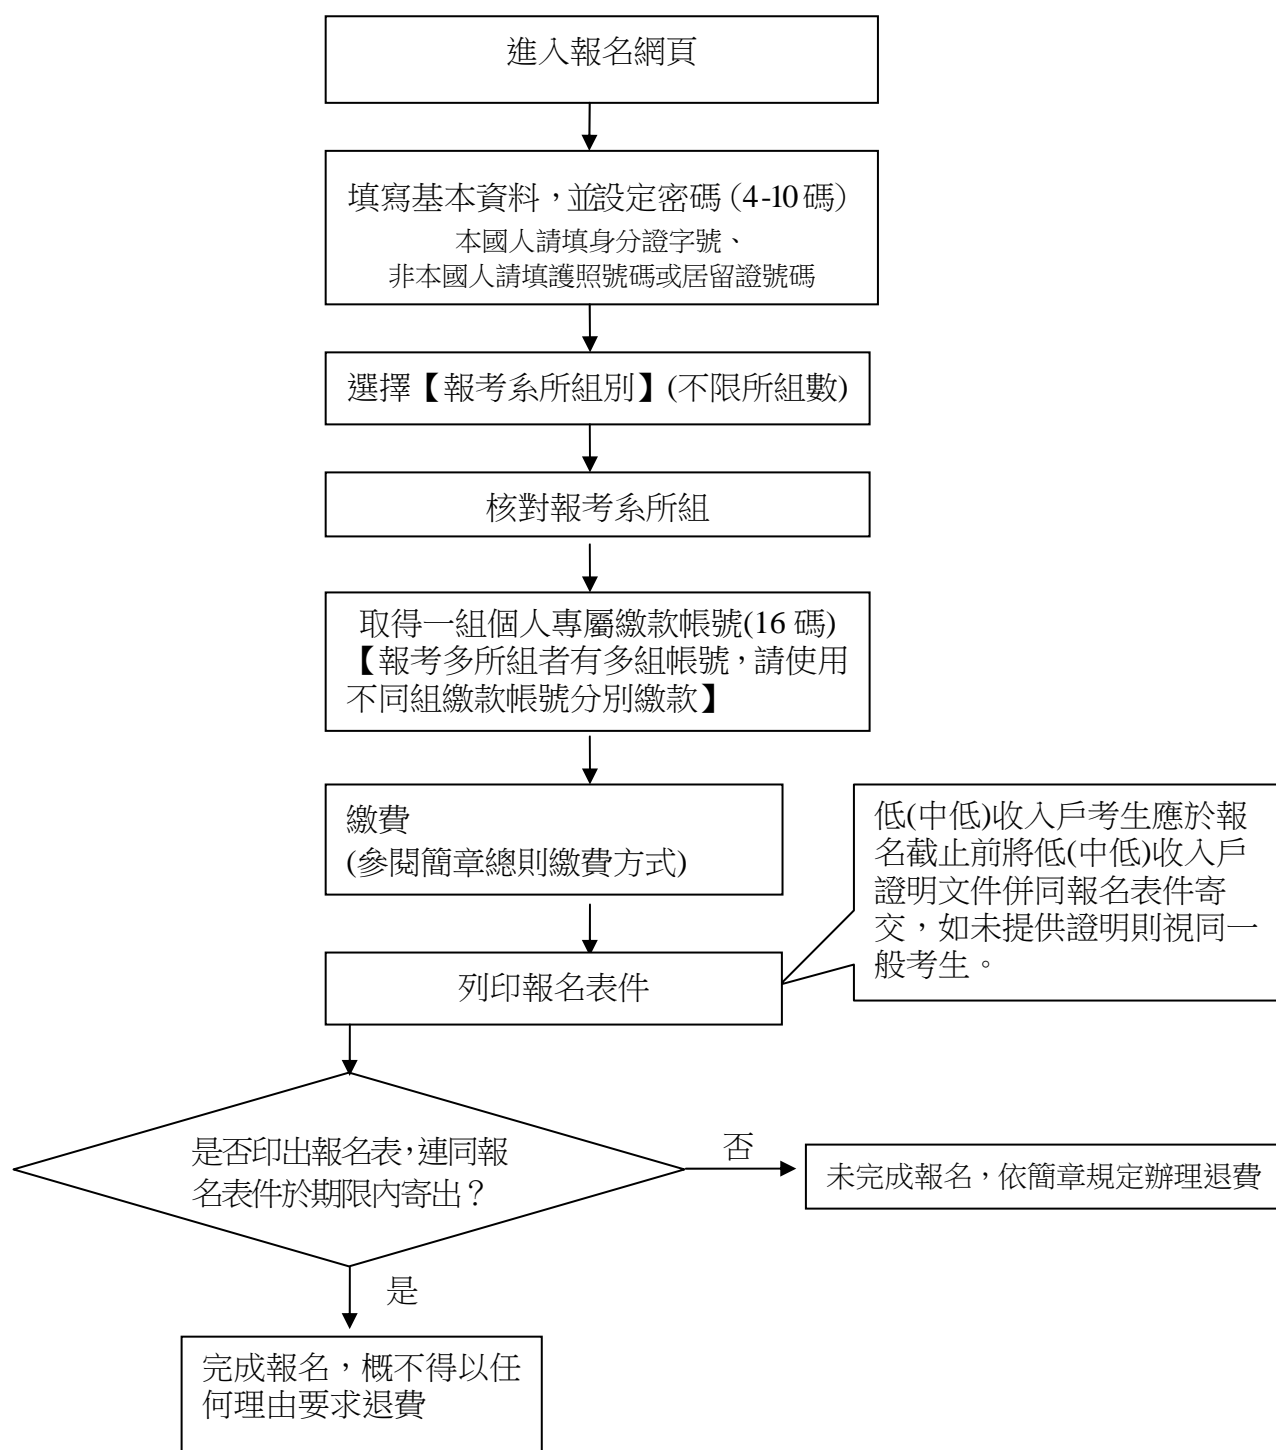 進入報名網頁
填寫基本資料，並設定密碼（4-10 碼）
本國人請填身分證字號、
非本國人請填護照號碼或居留證號碼
選擇【報考系所組別】(不限所組數)
核對報考系所組
取得一組個人專屬繳款帳號(16 碼)
【報考多所組者有多組帳號，請使用
不同組繳款帳號分別繳款】
繳費
(參閱簡章總則繳費方式)
低(中低)收入戶考生應於報
名截止前將低(中低)收入戶
證明文件併同報名表件寄
交，如未提供證明則視同一
般考生。
列印報名表件
是否印出報名表，連同報
名表件於期限內寄出？
否
未完成報名，依簡章規定辦理退費
是
完成報名，概不得以任
何理由要求退費